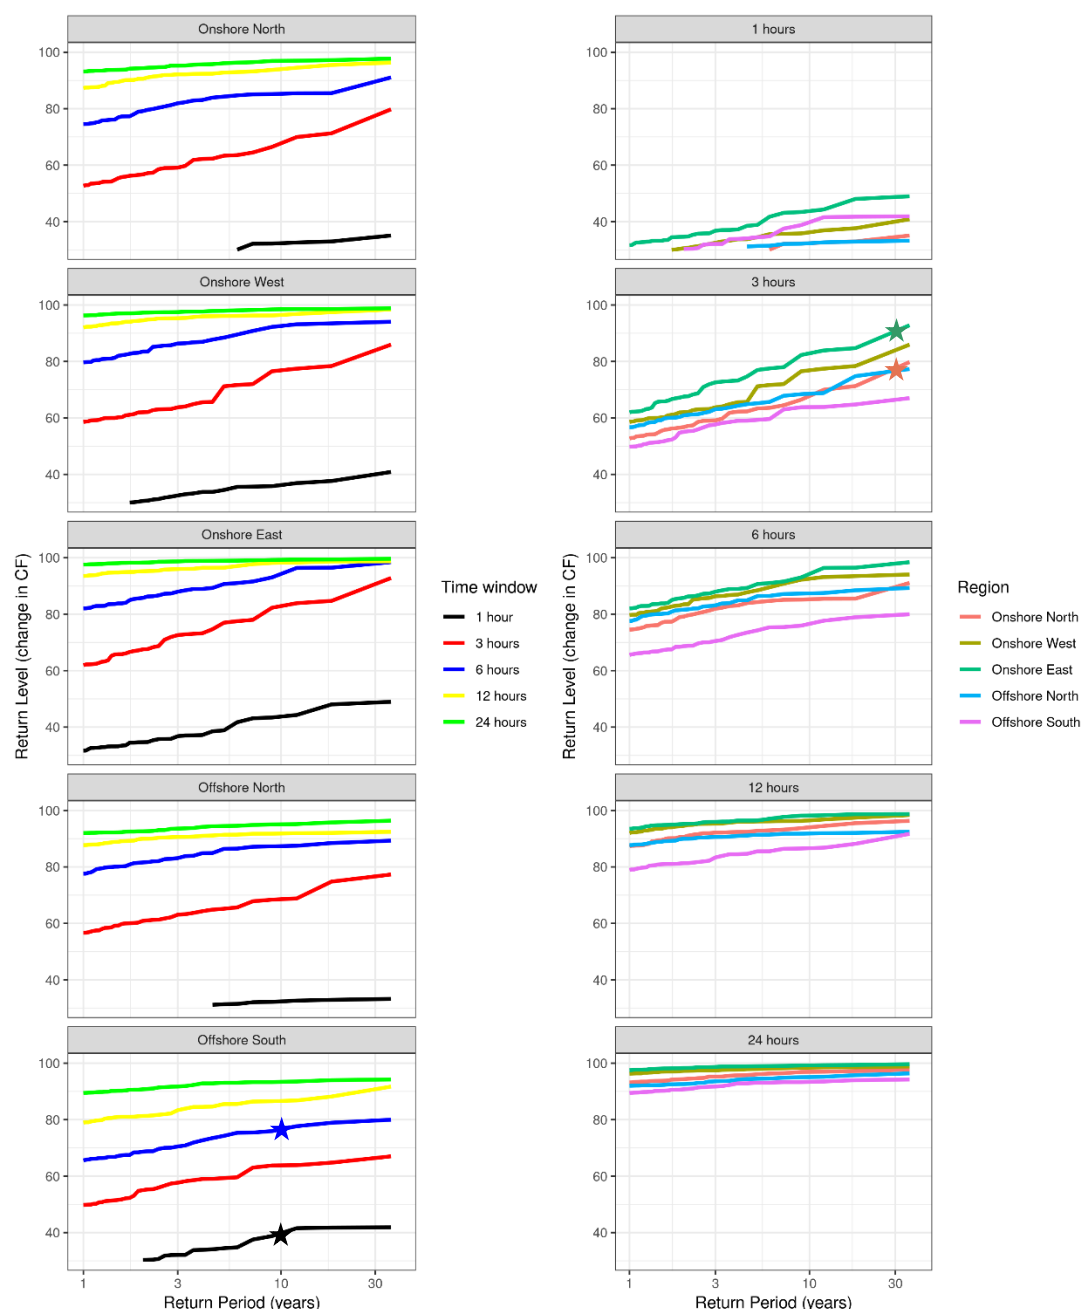 Onshore North
100
80
60
40
Onshore West
100
80
60
40
Onshore East
100
80
60
40
Offshore North
100
80
60
40
Offshore South
100
80
60
40
1
3
10
30
Return Period (years)
Return Level (change in CF)
Time window
1 hour
3 hours
6 hours
12 hours
24 hours
1 hours
100
80
60
40
3 hours
100
80
60
40
6 hours
100
80
60
40
12 hours
100
80
60
40
24 hours
100
80
60
40
1
3
10
30
Return Period (years)
Return Level (change in CF)
Region
Onshore North
Onshore West
Onshore East
Offshore North
Offshore South